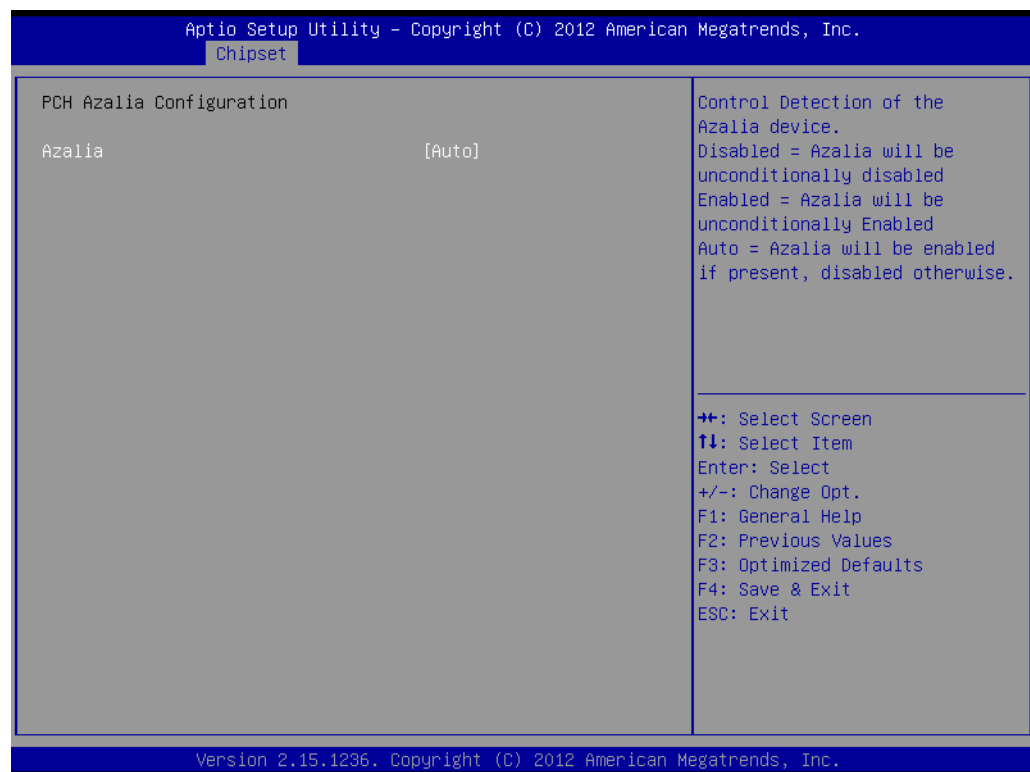 Aptio Setup Utility – Copyright (C) 2012 American Megatrends, Inc.
Chipset
PCH Azalia Configuration
Azalia [Auto]
Control Detection of the
Azalia device.
Disabled = Azalia will be
unconditionally disabled
Enabled = Azalia will be
unconditionally Enabled
Auto = Azalia will be enabled
if present, disabled otherwise.
→←: Select Screen
↑↓: Select Item
Enter: Select
+/-: Change Opt.
F1: General Help
F2: Previous Values
F3: Optimized Defaults
F4: Save & Exit
ESC: Exit
Version 2.15.1236. Copyright (C) 2012 American Megatrends, Inc.